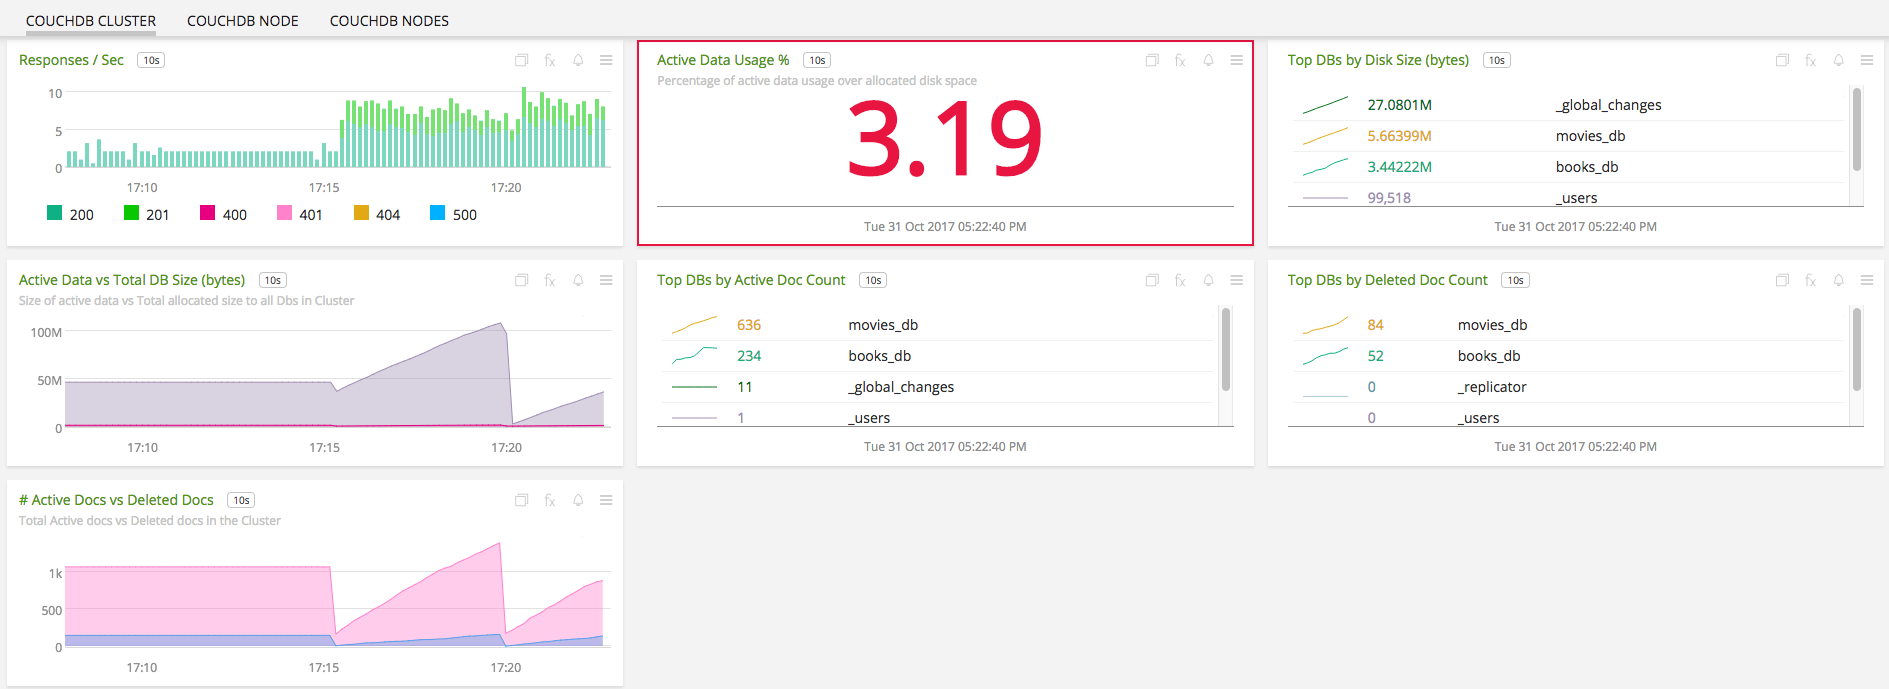 COUCHDB CLUSTER COUCHDB NODE COUCHDB NODES
Responses / Sec 10s fx
10
5
0
17:10 17:15 17:20
200 201 400 401 404 500
Active Data Usage % 10s fx
Percentage of active data usage over allocated disk space
3.19
Tue 31 Oct 2017 05:22:40 PM
Top DBs by Disk Size (bytes) 10s fx
27.0801M _global_changes
5.66399M movies_db
3.44222M books_db
99,518 _users
Tue 31 Oct 2017 05:22:40 PM
Active Data vs Total DB Size (bytes) 10s fx
Size of active data vs Total allocated size to all Dbs in Cluster
100M
50M
0
17:10 17:15 17:20
Top DBs by Active Doc Count 10s fx
636 movies_db
234 books_db
11 _global_changes
1 _users
Tue 31 Oct 2017 05:22:40 PM
Top DBs by Deleted Doc Count 10s fx
84 movies_db
52 books_db
0 _replicator
0 _users
Tue 31 Oct 2017 05:22:40 PM
# Active Docs vs Deleted Docs 10s fx
Total Active docs vs Deleted docs in the Cluster
1k
500
0
17:10 17:15 17:20